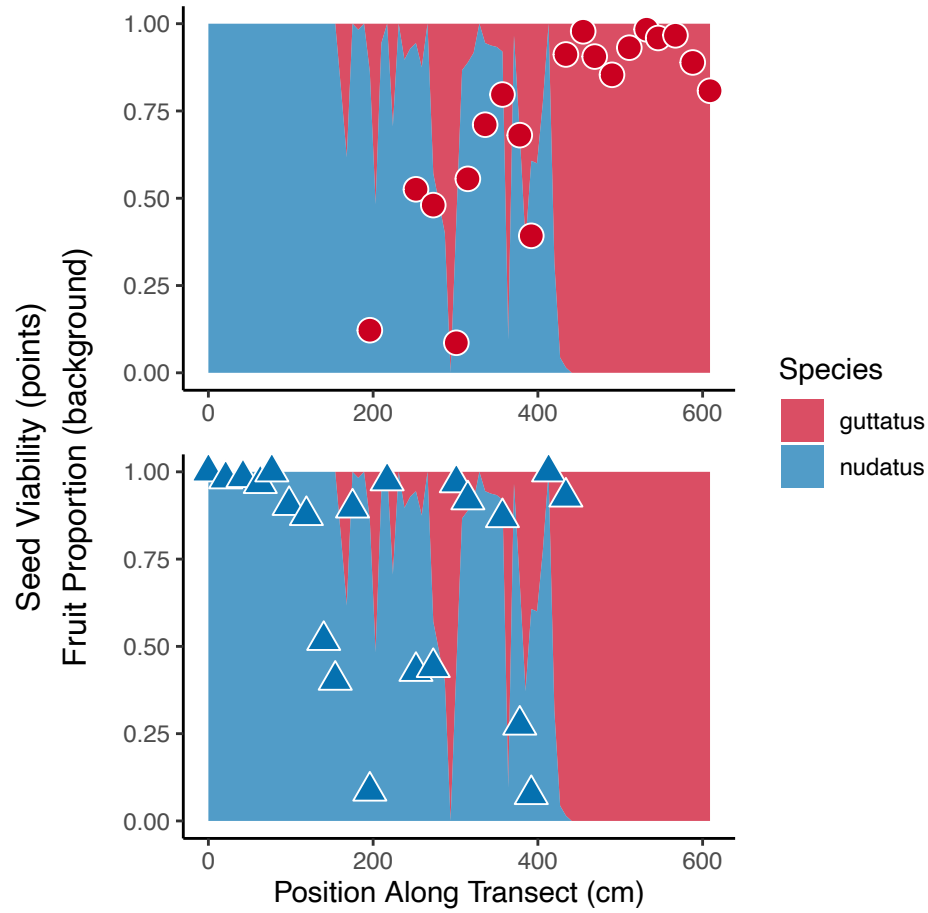 1.00
0.75
0.50
0.25
0.00
0 200 400 600
Seed Viability (points)
Fruit Proportion (background)
Species
guttatus
nudatus
1.00
0.75
0.50
0.25
0.00
0 200 400 600
Position Along Transect (cm)